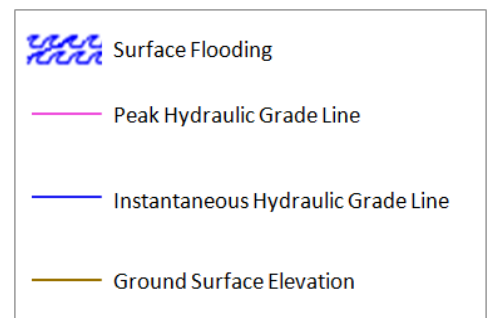 Surface Flooding
Peak Hydraulic Grade Line
Instantaneous Hydraulic Grade Line
Ground Surface Elevation